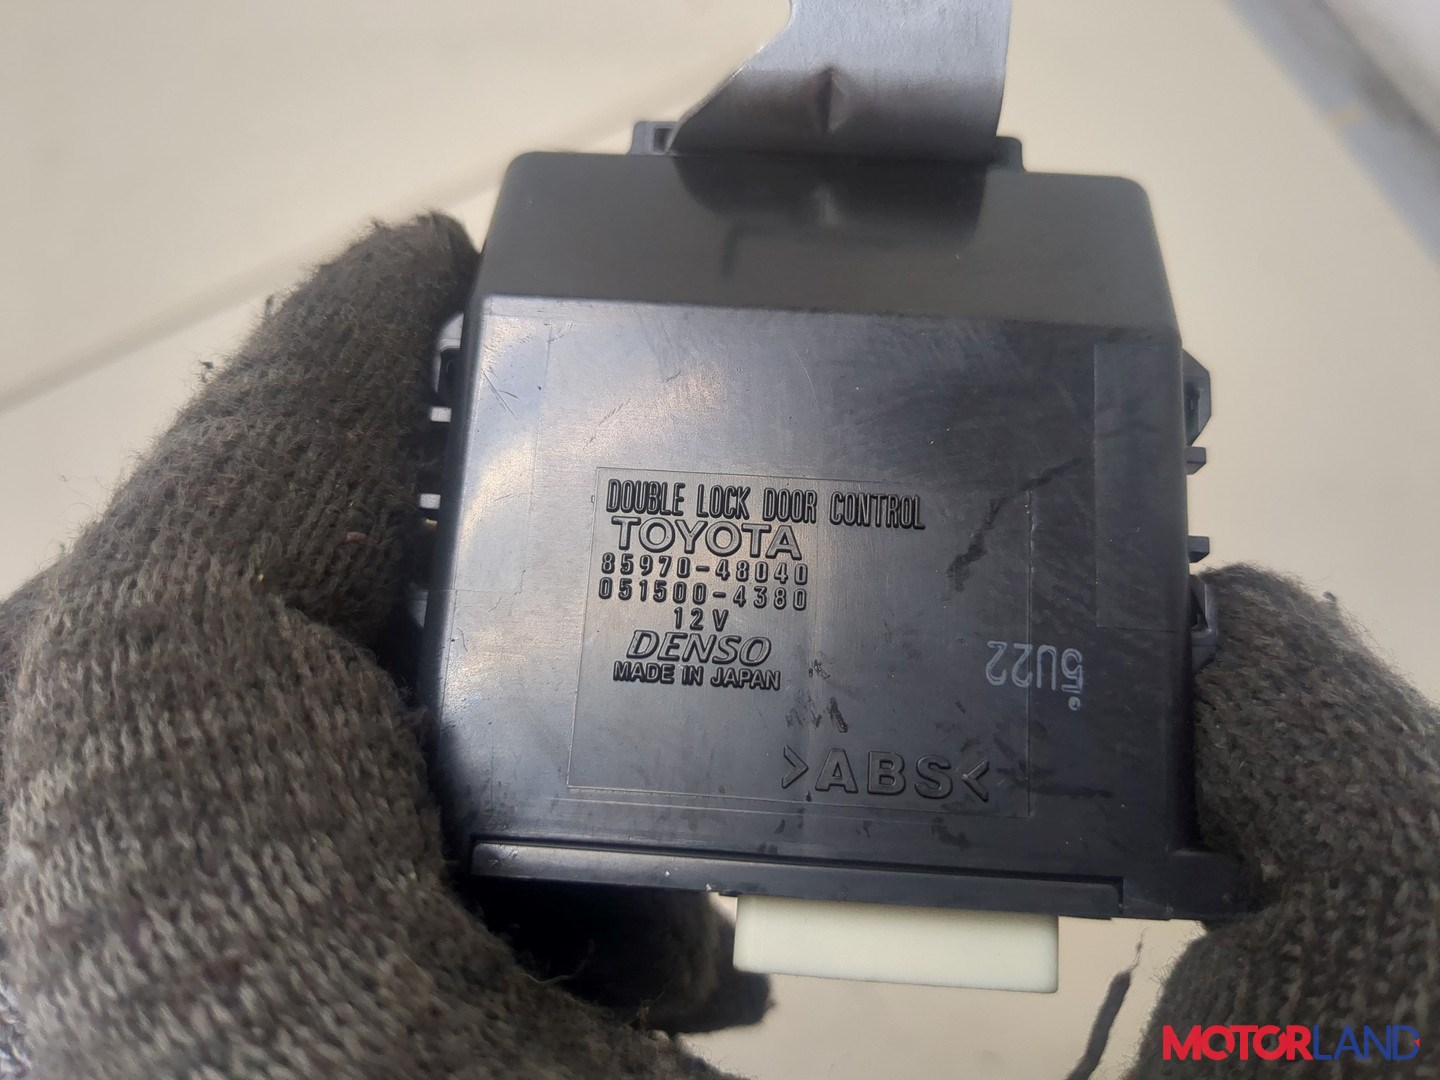 DOUBLE LOCK DOOR CONTROL
TOYOTA
85970-48040
051500-4380
12V
DENSO
MADE IN JAPAN
5U22
>ABS<
MOTORLAND